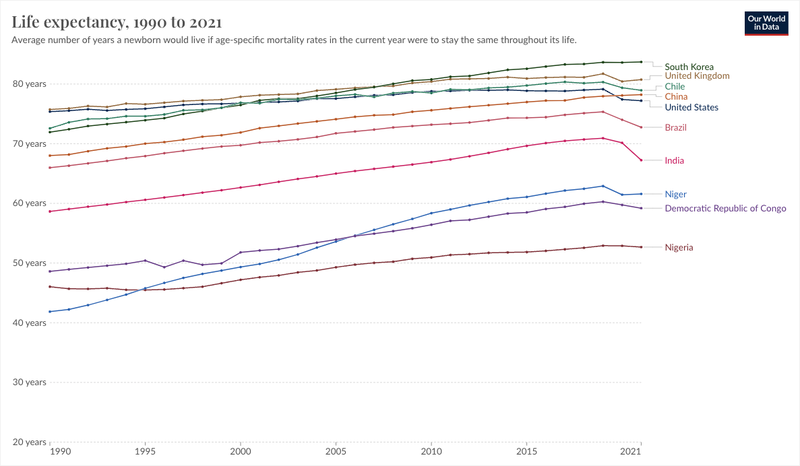 Life expectancy, 1990 to 2021
Our World
in Data
Average number of years a newborn would live if age-specific mortality rates in the current year were to stay the same throughout its life.
80 years
70 years
60 years
50 years
40 years
30 years
20 years
South Korea
United Kingdom
Chile
China
United States
Brazil
India
Niger
Democratic Republic of Congo
Nigeria
1990
1995
2000
2005
2010
2015
2021